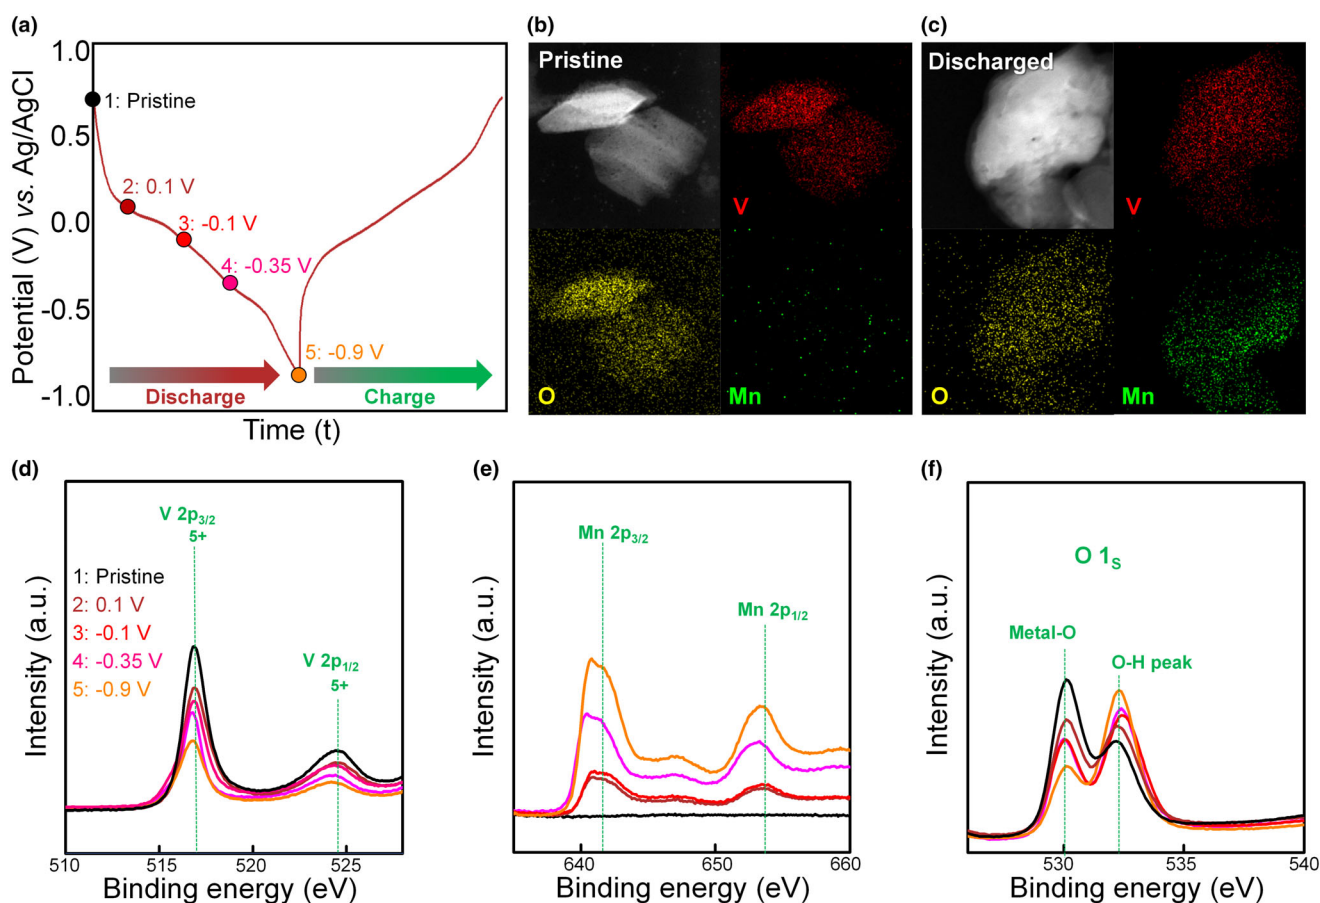 (a)
1.0
0.5
0.0
-0.5
-1.0
Potential (V) vs. Ag/AgCl
1: Pristine
2: 0.1 V
3: -0.1 V
4: -0.35 V
5: -0.9 V
Discharge
Charge
Time (t)
(b)
Pristine
V
O
Mn
(c)
Discharged
V
O
Mn
(d)
V 2p3/2
5+
1: Pristine
2: 0.1 V
3: -0.1 V
4: -0.35 V
5: -0.9 V
V 2p1/2
5+
Intensity (a.u.)
510
515
520
525
Binding energy (eV)
(e)
Mn 2p3/2
Mn 2p1/2
Intensity (a.u.)
640
650
660
Binding energy (eV)
(f)
O 1S
Metal-O
O-H peak
Intensity (a.u.)
530
535
540
Binding energy (eV)